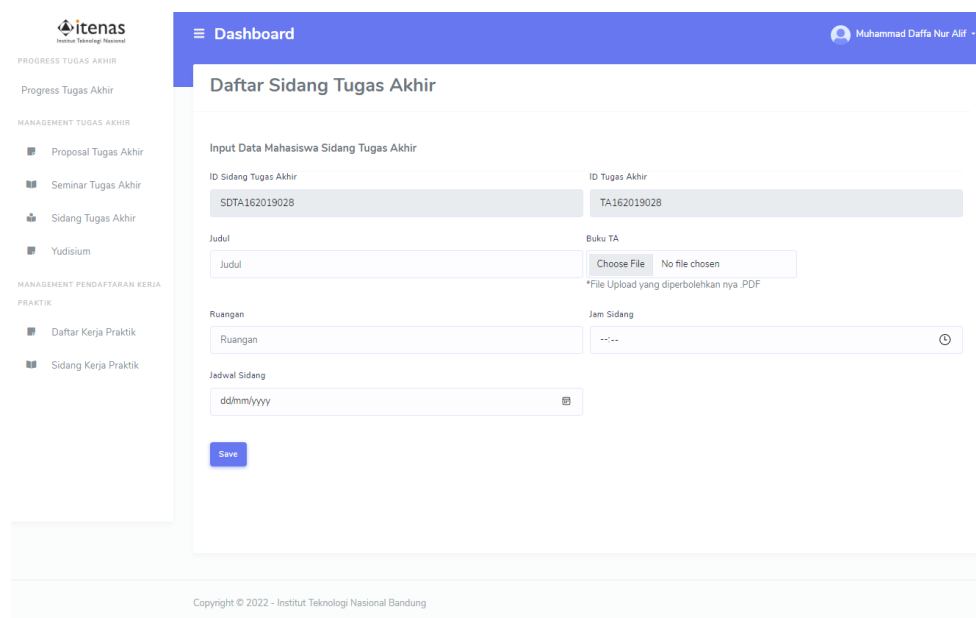 itenas
Institut Teknologi Nasional
PROGRESS TUGAS AKHIR
Progress Tugas Akhir
MANAGEMENT TUGAS AKHIR
Proposal Tugas Akhir
Seminar Tugas Akhir
Sidang Tugas Akhir
Yudisium
MANAGEMENT PENDAFTARAN KERJA
PRAKTIK
Daftar Kerja Praktik
Sidang Kerja Praktik
Dashboard
Muhammad Daffa Nur Alif
Daftar Sidang Tugas Akhir
Input Data Mahasiswa Sidang Tugas Akhir
ID Sidang Tugas Akhir
SDTA162019028
ID Tugas Akhir
TA162019028
Judul
Judul
Buku TA
Choose File No file chosen
*File Upload yang diperbolehkan nya .PDF
Ruangan
Ruangan
Jam Sidang
--:--
Jadwal Sidang
dd/mm/yyyy
Save
Copyright © 2022 - Institut Teknologi Nasional Bandung